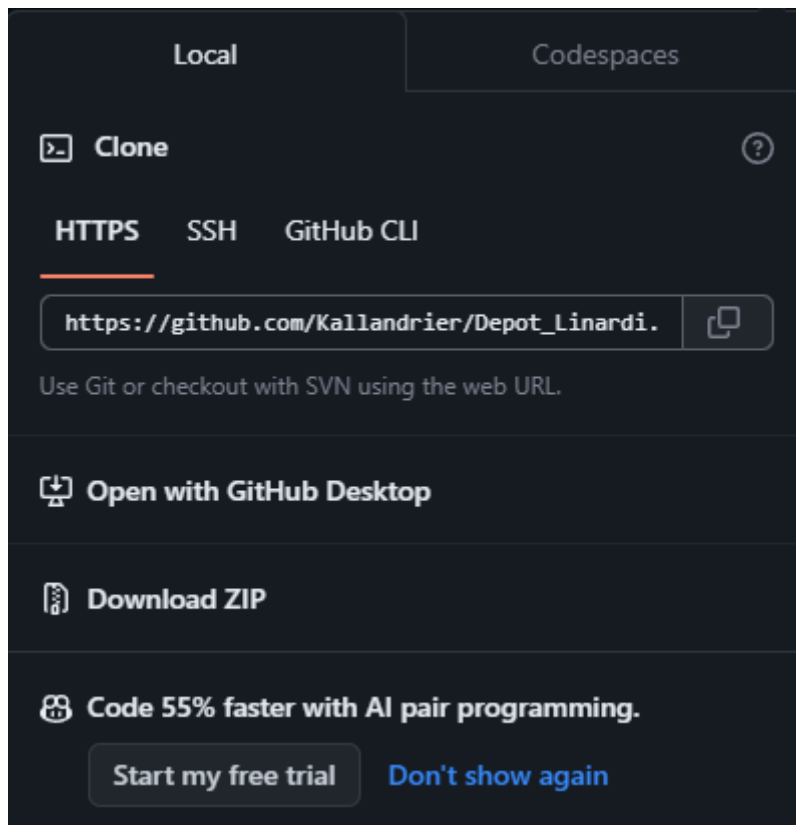 Local Codespaces
Clone
HTTPS SSH GitHub CLI
https://github.com/Kallandrier/Depot_Linardi.
Use Git or checkout with SVN using the web URL.
Open with GitHub Desktop
Download ZIP
Code 55% faster with AI pair programming.
Start my free trial Don't show again